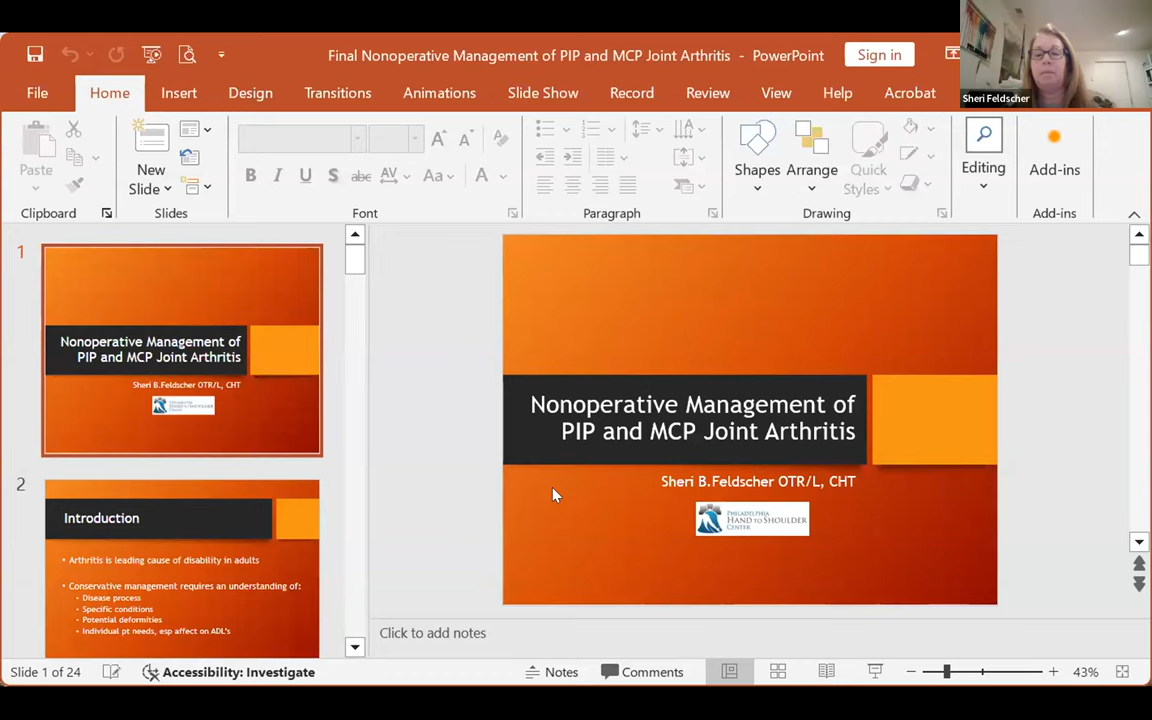 Final Nonoperative Management of PIP and MCP Joint Arthritis - PowerPoint
Sign in
Sheri Feldscher
File
Home
Insert
Design
Transitions
Animations
Slide Show
Record
Review
View
Help
Acrobat
Paste
New
Slide
B I U S abc AV Aa A
Shapes
Arrange
Quick
Styles
Editing
Add-ins
Clipboard
Slides
Font
Paragraph
Drawing
Add-ins
1
Nonoperative Management of
PIP and MCP Joint Arthritis
Sheri B.Feldscher OTR/L, CHT
2
Introduction
• Arthritis is leading cause of disability in adults
• Conservative management requires an understanding of:
• Disease process
• Specific conditions
• Potential deformities
• Individual pt needs, esp affect on ADL's
Nonoperative Management of
PIP and MCP Joint Arthritis
Sheri B.Feldscher OTR/L, CHT
PHILADELPHIA
HAND TO SHOULDER
CENTER
Click to add notes
Slide 1 of 24
Accessibility: Investigate
Notes
Comments
43%